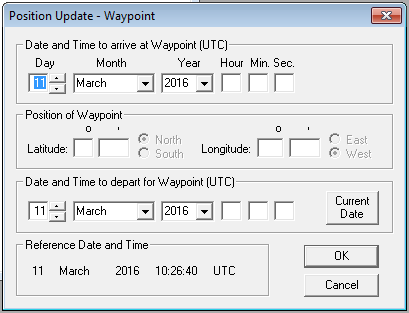 Position Update - Waypoint
Date and Time to arrive at Waypoint (UTC)
Day Month Year Hour Min. Sec.
11 March 2016
Position of Waypoint
o ' o '
Latitude: North South Longitude: East West
Date and Time to depart for Waypoint (UTC)
11 March 2016 Current Date
Reference Date and Time
11 March 2016 10:26:40 UTC
OK
Cancel